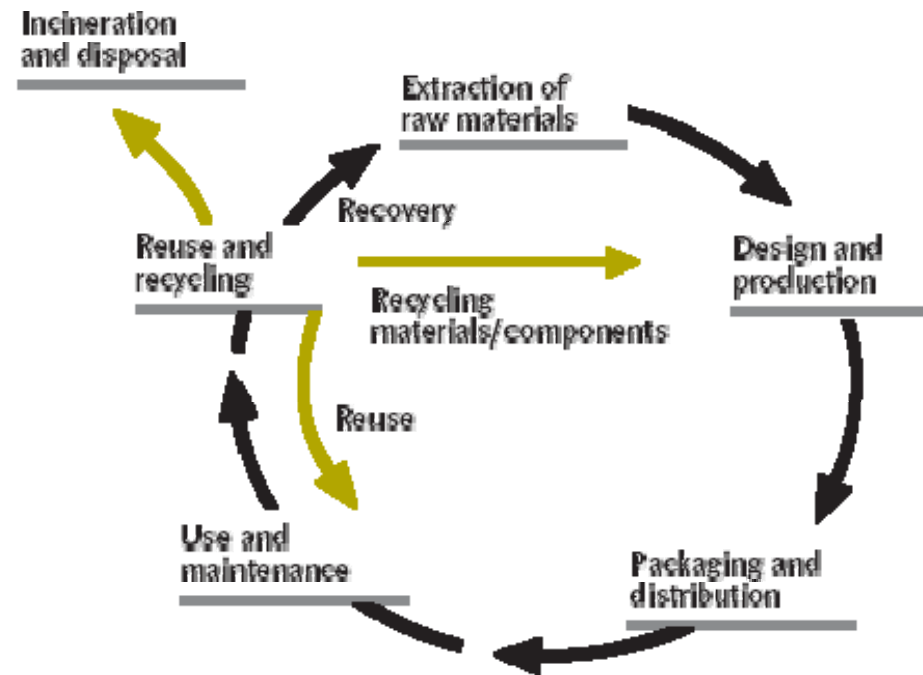 Incineration
and disposal
Extraction of
raw materials
Recovery
Reuse and
recycling
Design and
production
Recycling
materials/components
Reuse
Use and
maintenance
Packaging and
distribution